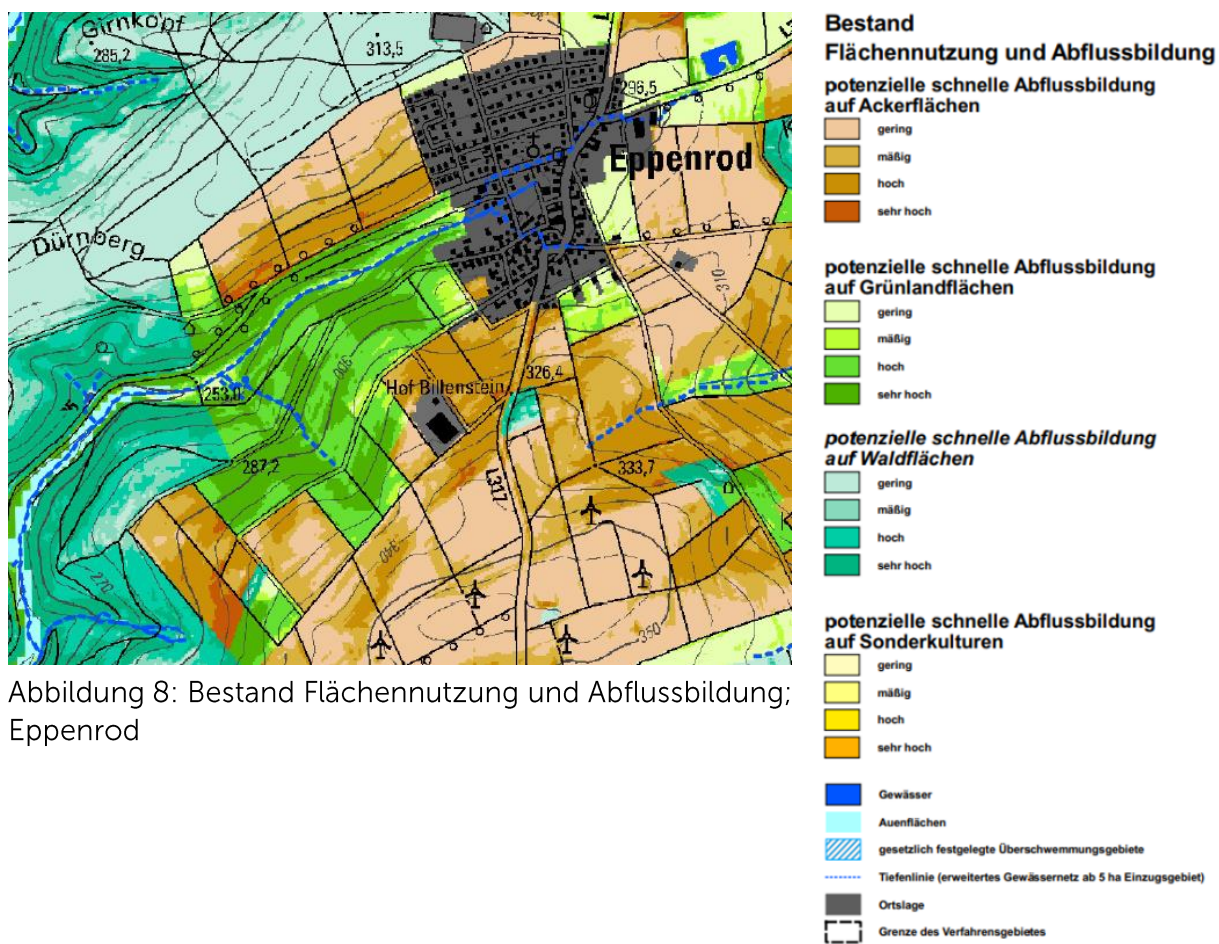 Girnkopf
285,2
313,5
296,5
Eppenrod
Dürnberg
310
300
326,4
Hof Billenstein
253,0
287,2
333,7
L317
340
270
350
Abbildung 8: Bestand Flächennutzung und Abflussbildung;
Eppenrod
Bestand
Flächennutzung und Abflussbildung
potenzielle schnelle Abflussbildung
auf Ackerflächen
gering
mäßig
hoch
sehr hoch
potenzielle schnelle Abflussbildung
auf Grünlandflächen
gering
mäßig
hoch
sehr hoch
potenzielle schnelle Abflussbildung
auf Waldflächen
gering
mäßig
hoch
sehr hoch
potenzielle schnelle Abflussbildung
auf Sonderkulturen
gering
mäßig
hoch
sehr hoch
Gewässer
Auenflächen
gesetzlich festgelegte Überschwemmungsgebiete
Tiefenlinie (erweitertes Gewässernetz ab 5 ha Einzugsgebiet)
Ortslage
Grenze des Verfahrensgebietes